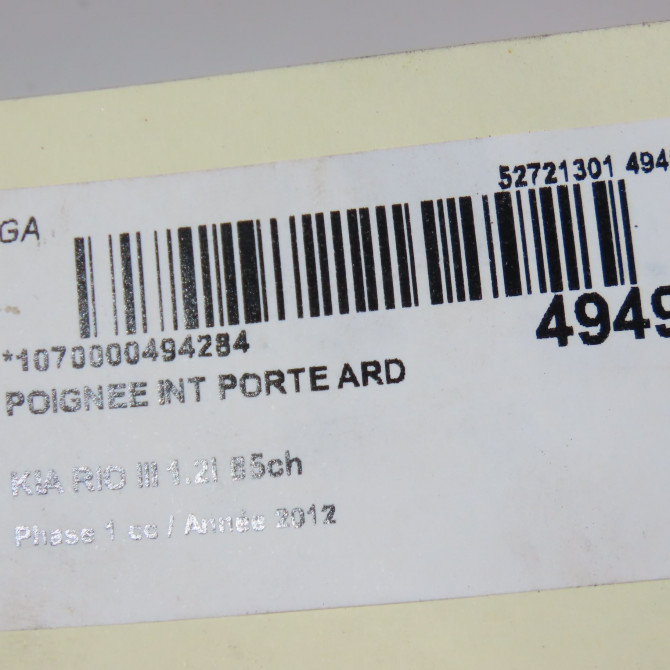 52721301 494
GA
4949
*1070000494284
POIGNEE INT PORTE ARD
KIA RIO III 1.2i 85ch
Phase 1 cc / Année 2012